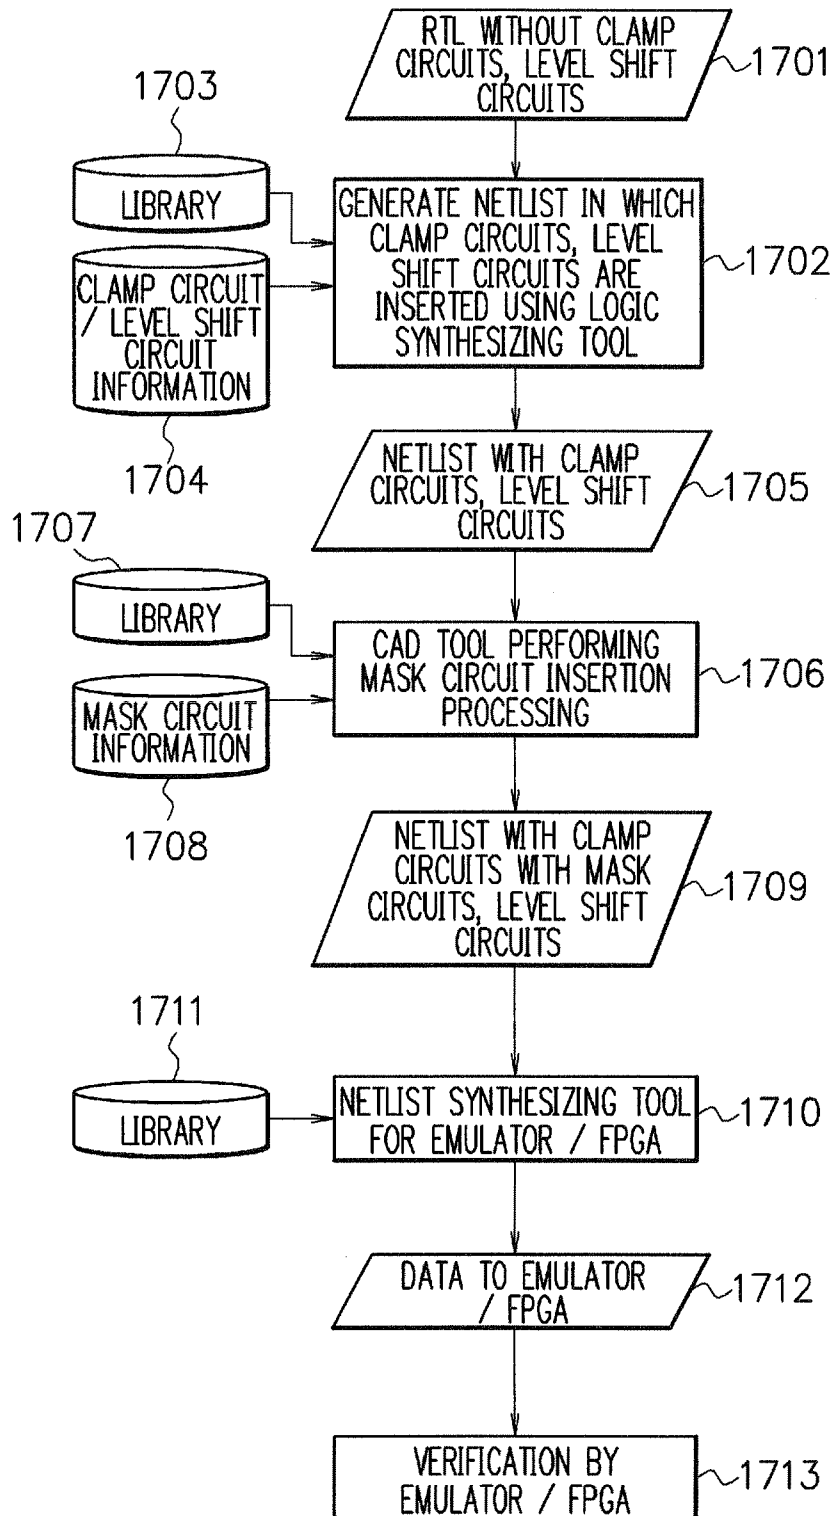 RTL WITHOUT CLAMP
CIRCUITS, LEVEL SHIFT
CIRCUITS
1701
1703
LIBRARY
GENERATE NETLIST IN WHICH
CLAMP CIRCUITS, LEVEL
SHIFT CIRCUITS ARE
INSERTED USING LOGIC
SYNTHESIZING TOOL
1702
CLAMP CIRCUIT
/ LEVEL SHIFT
CIRCUIT
INFORMATION
1704
NETLIST WITH CLAMP
CIRCUITS, LEVEL SHIFT
CIRCUITS
1705
1707
LIBRARY
CAD TOOL PERFORMING
MASK CIRCUIT INSERTION
PROCESSING
1706
MASK CIRCUIT
INFORMATION
1708
NETLIST WITH CLAMP
CIRCUITS WITH MASK
CIRCUITS, LEVEL SHIFT
CIRCUITS
1709
1711
LIBRARY
NETLIST SYNTHESIZING TOOL
FOR EMULATOR / FPGA
1710
DATA TO EMULATOR
/ FPGA
1712
VERIFICATION BY
EMULATOR / FPGA
1713